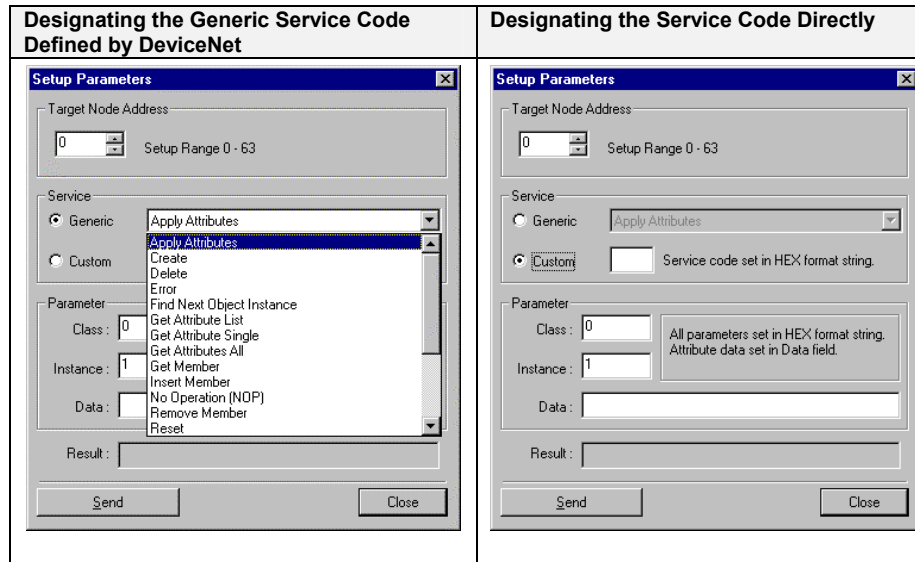 Designating the Generic Service Code
Defined by DeviceNet
Setup Parameters
Target Node Address
0
Setup Range 0 - 63
Service
Generic
Apply Attributes
Apply Attributes
Custom
Create
Delete
Error
Find Next Object Instance
Get Attribute List
Get Attribute Single
Get Attributes All
Get Member
Insert Member
No Operation (NOP)
Remove Member
Reset
Parameter
Class : 0
Instance : 1
Data :
Result :
Send
Close
Designating the Service Code Directly
Setup Parameters
Target Node Address
0
Setup Range 0 - 63
Service
Generic
Apply Attributes
Custom
Service code set in HEX format string.
Parameter
Class : 0
All parameters set in HEX format string.
Attribute data set in Data field.
Instance : 1
Data :
Result :
Send
Close